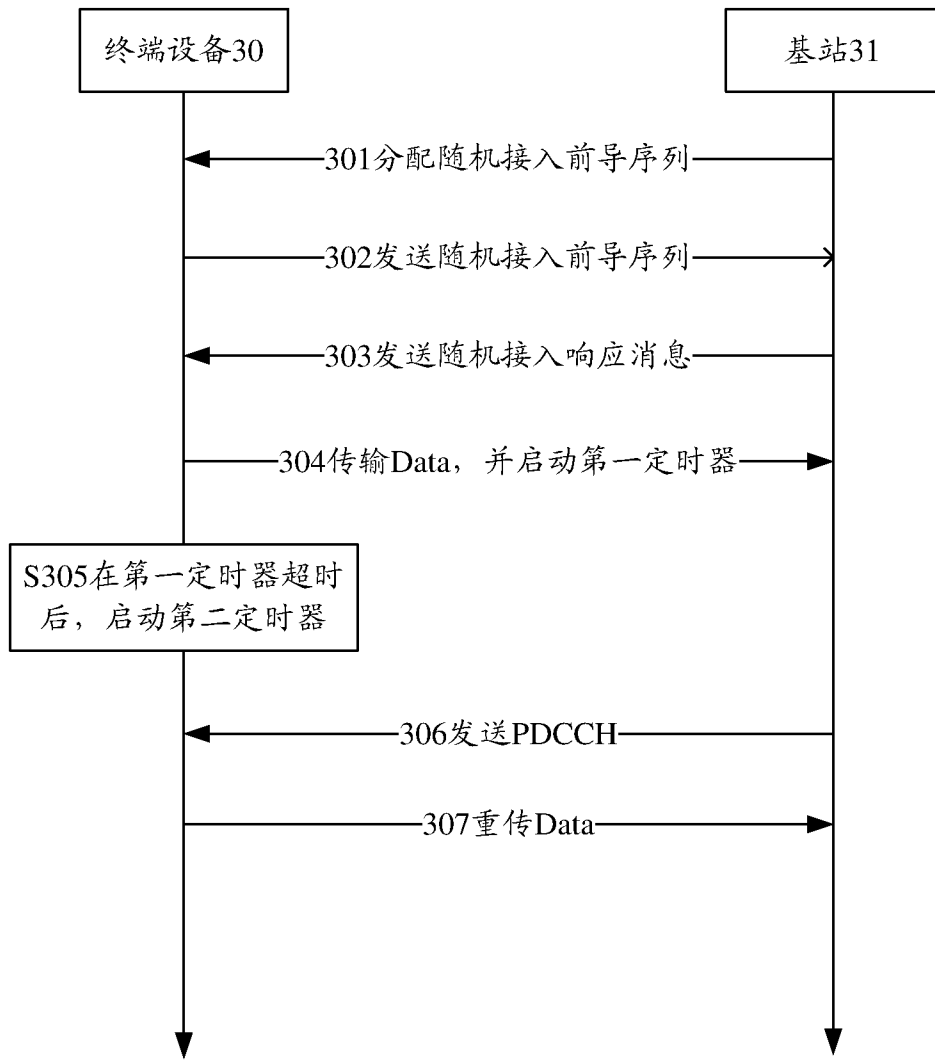 终端设备30
基站31
301分配随机接入前导序列
302发送随机接入前导序列
303发送随机接入响应消息
304传输Data，并启动第一定时器
S305在第一定时器超时
后，启动第二定时器
306发送PDCCH
307重传Data